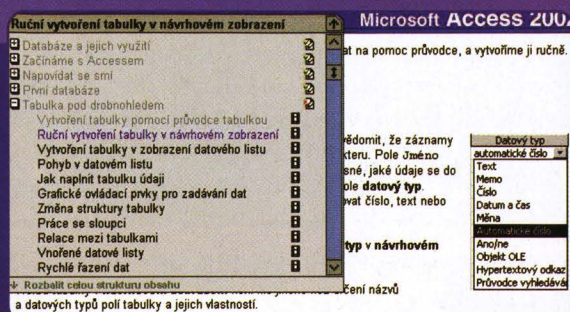 Ruční vytvoření tabulky v návrhovém zobrazení
Microsoft Access 200
Databáze a jejich využití
Začínáme s Accessem
Napovídat se smí
První databáze
Tabulka pod drobnohledem
Vytvoření tabulky pomocí průvodce tabulkou
Ruční vytvoření tabulky v návrhovém zobrazení
Vytvoření tabulky v zobrazení datového listu
Pohyb v datovém listu
Jak naplnit tabulku údaji
Grafické ovládací prvky pro zadávání dat
Změna struktury tabulky
Práce se sloupci
Relace mezi tabulkami
Vnořené datové listy
Rychlé řazení dat
Rozbalit celou strukturu obsahu
at na pomoc průvodce, a vytvoříme ji ručně.
vědomit, že záznamy
kteru. Pole Jméno
sné, jaké údaje se do
ole datový typ.
vat číslo, text nebo
typ v návrhovém
čení názvů
a datových typů polí tabulky a jejich vlastností.
Datový typ
automatické číslo
Text
Memo
Číslo
Datum a čas
Měna
Automatické číslo
Ano/ne
Objekt OLE
Hypertextový odkaz
Průvodce vyhledává